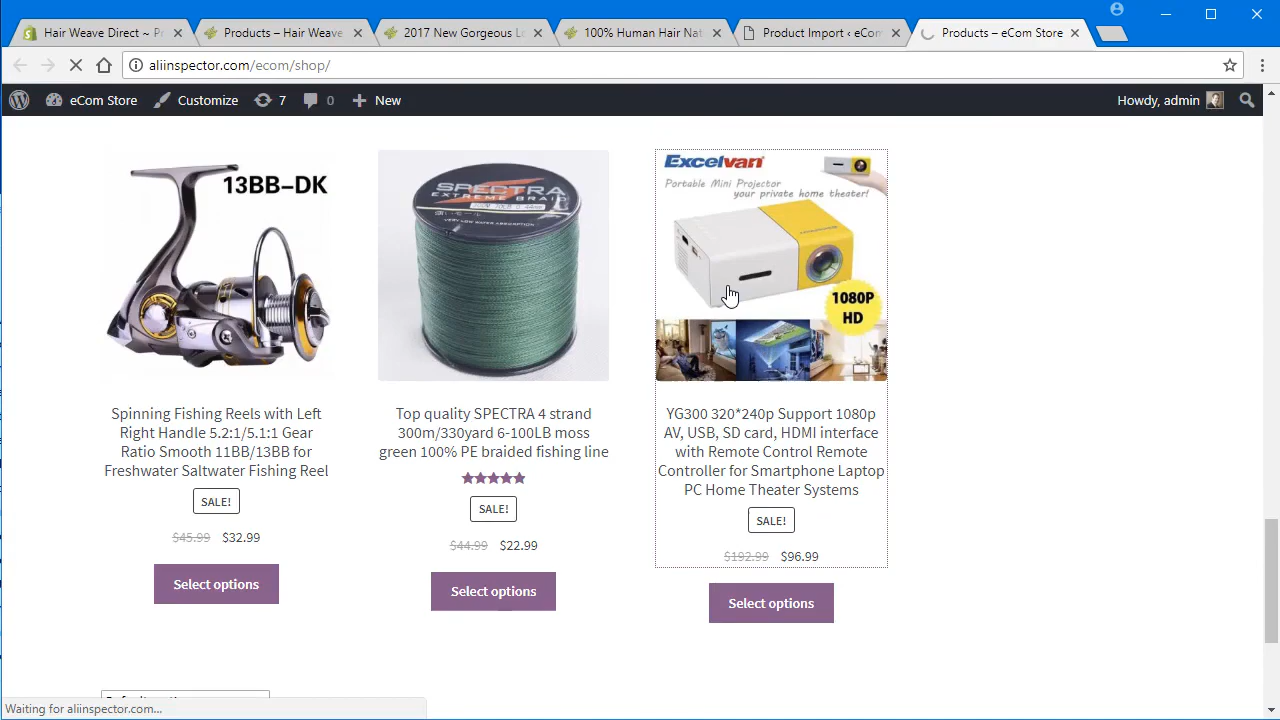 Hair Weave Direct ~ Pr
Products – Hair Weave
2017 New Gorgeous Lo
100% Human Hair Nat
Product Import ‹ eCom
Products – eCom Store
aliinspector.com/ecom/shop/
eCom Store
Customize
7
0
New
Howdy, admin
13BB-DK
SPECTRA
EXTREME BRAID
Excelvan
Portable Mini Projector
your private home theater!
1080P
HD
Spinning Fishing Reels with Left
Right Handle 5.2:1/5.1:1 Gear
Ratio Smooth 11BB/13BB for
Freshwater Saltwater Fishing Reel
SALE!
$45.99 $32.99
Select options
Top quality SPECTRA 4 strand
300m/330yard 6-100LB moss
green 100% PE braided fishing line
SALE!
$44.99 $22.99
Select options
YG300 320*240p Support 1080p
AV, USB, SD card, HDMI interface
with Remote Control Remote
Controller for Smartphone Laptop
PC Home Theater Systems
SALE!
$192.99 $96.99
Select options
Waiting for aliinspector.com...